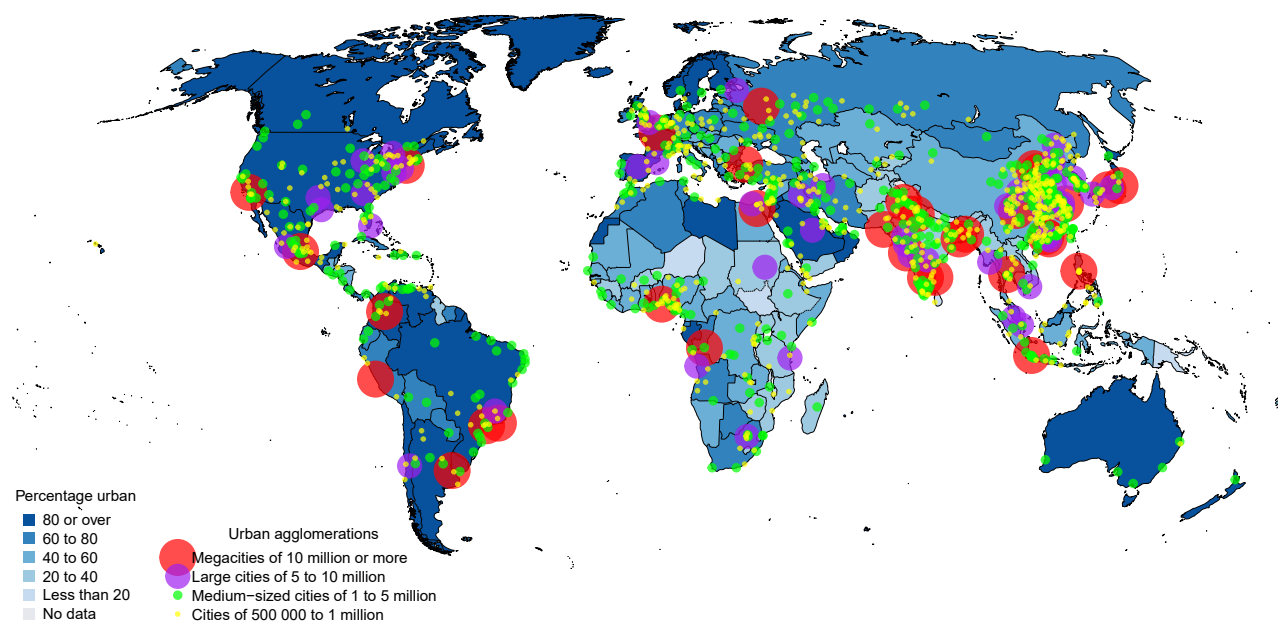 Percentage urban
80 or over
60 to 80
40 to 60
20 to 40
Less than 20
No data
Urban agglomerations
Megacities of 10 million or more
Large cities of 5 to 10 million
Medium−sized cities of 1 to 5 million
Cities of 500 000 to 1 million